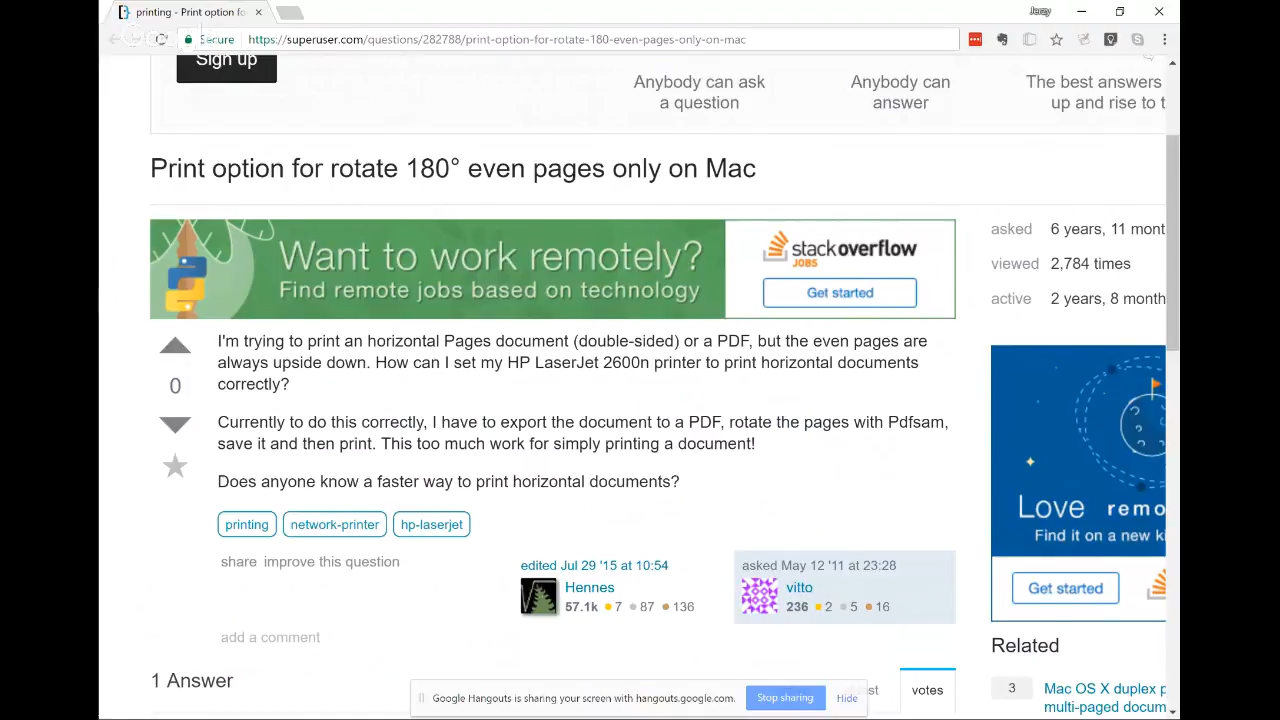 printing - Print option fo
Jerzy
Secure
https://superuser.com/questions/282788/print-option-for-rotate-180-even-pages-only-on-mac
Sign up
Anybody can ask
a question
Anybody can
answer
The best answers
up and rise to t
Print option for rotate 180° even pages only on Mac
Want to work remotely?
Find remote jobs based on technology
stackoverflow
JOBS
Get started
asked 6 years, 11 mont
viewed 2,784 times
active 2 years, 8 month
I'm trying to print an horizontal Pages document (double-sided) or a PDF, but the even pages are
always upside down. How can I set my HP LaserJet 2600n printer to print horizontal documents
correctly?
0
Currently to do this correctly, I have to export the document to a PDF, rotate the pages with Pdfsam,
save it and then print. This too much work for simply printing a document!
Does anyone know a faster way to print horizontal documents?
printing network-printer hp-laserjet
share improve this question
edited Jul 29 '15 at 10:54
Hennes
57.1k 7 87 136
asked May 12 '11 at 23:28
vitto
236 2 5 16
add a comment
Love remo
Find it on a new ki
Get started
Related
3 Mac OS X duplex p
multi-paged docum
1 Answer
st
votes
Google Hangouts is sharing your screen with hangouts.google.com.
Stop sharing
Hide